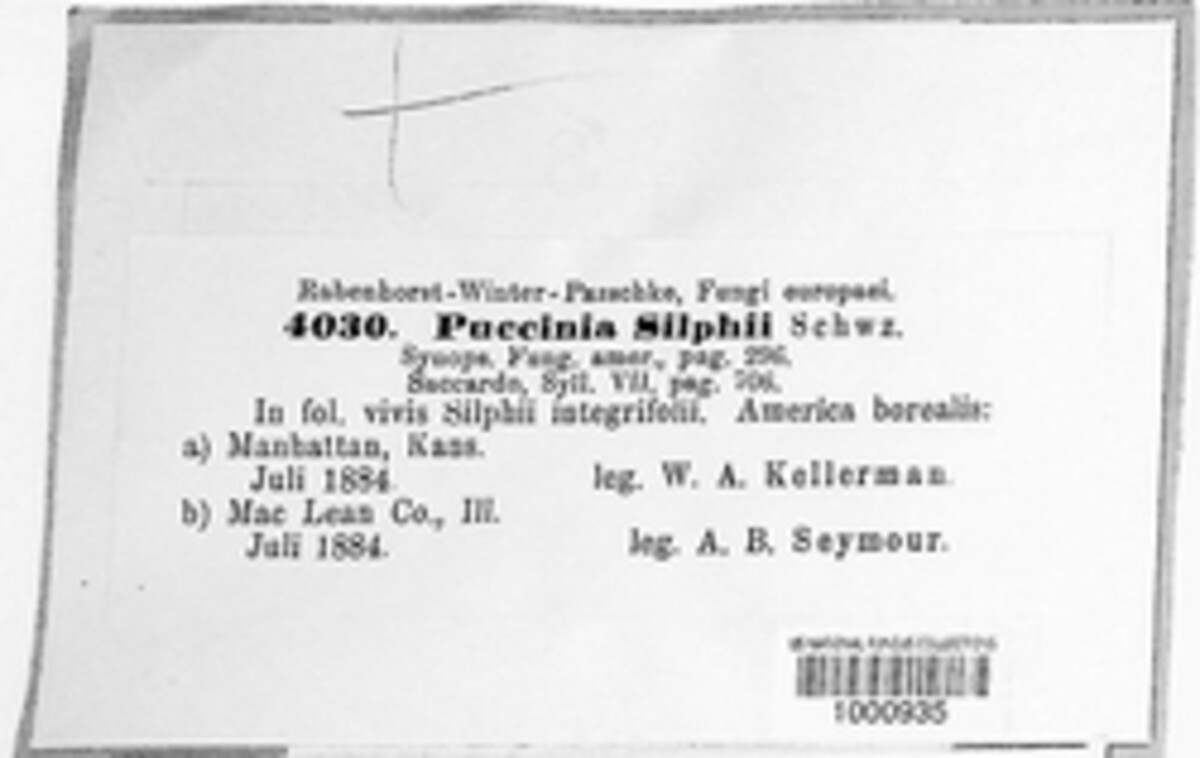 Rabenhorst-Winter-Pazschke, Fungi europaei.
4030. Puccinia Silphii Schwz.
Synops. Fung. amer., pag. 296.
Saccardo, Syll. VII, pag. 706.
In fol. vivis Silphii integrifolii. America borealis:
a) Manhattan, Kans.
Juli 1884. leg. W. A. Kellerman.
b) Mac Lean Co., Ill.
Juli 1884. leg. A. B. Seymour.
1000935